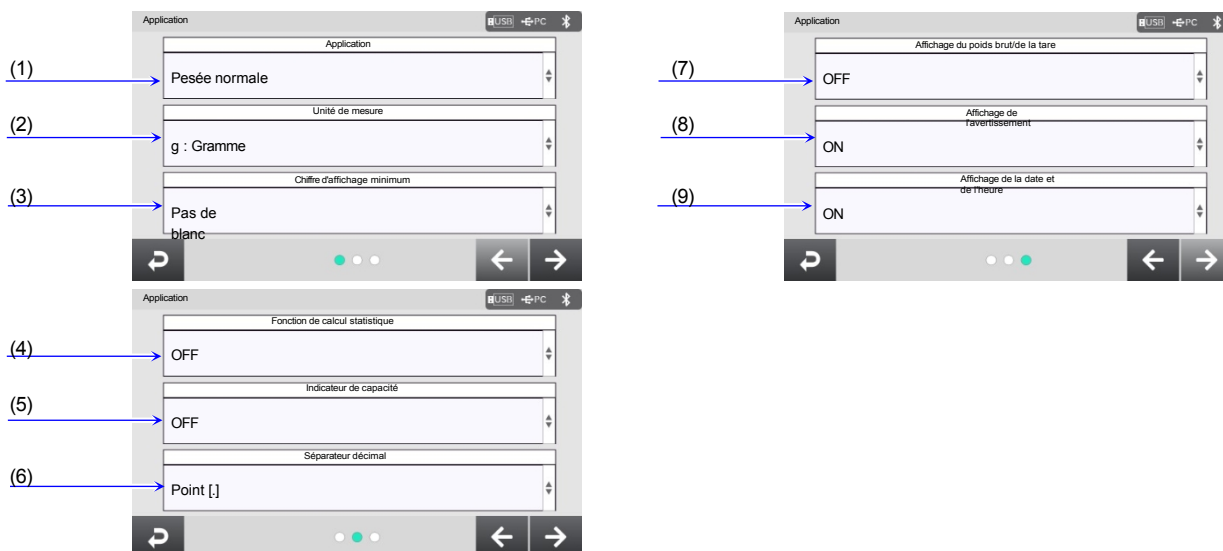 Application
USB PC
Application
(1)
Pesée normale
Unité de mesure
(2)
g : Gramme
Chiffre d'affichage minimum
(3)
Pas de
blanc
Application
USB PC
Fonction de calcul statistique
(4)
OFF
Indicateur de capacité
(5)
OFF
Séparateur décimal
(6)
Point [.]
Application
USB PC
Affichage du poids brut/de la tare
(7)
OFF
Affichage de
l'avertissement
(8)
ON
Affichage de la date et
de l'heure
(9)
ON